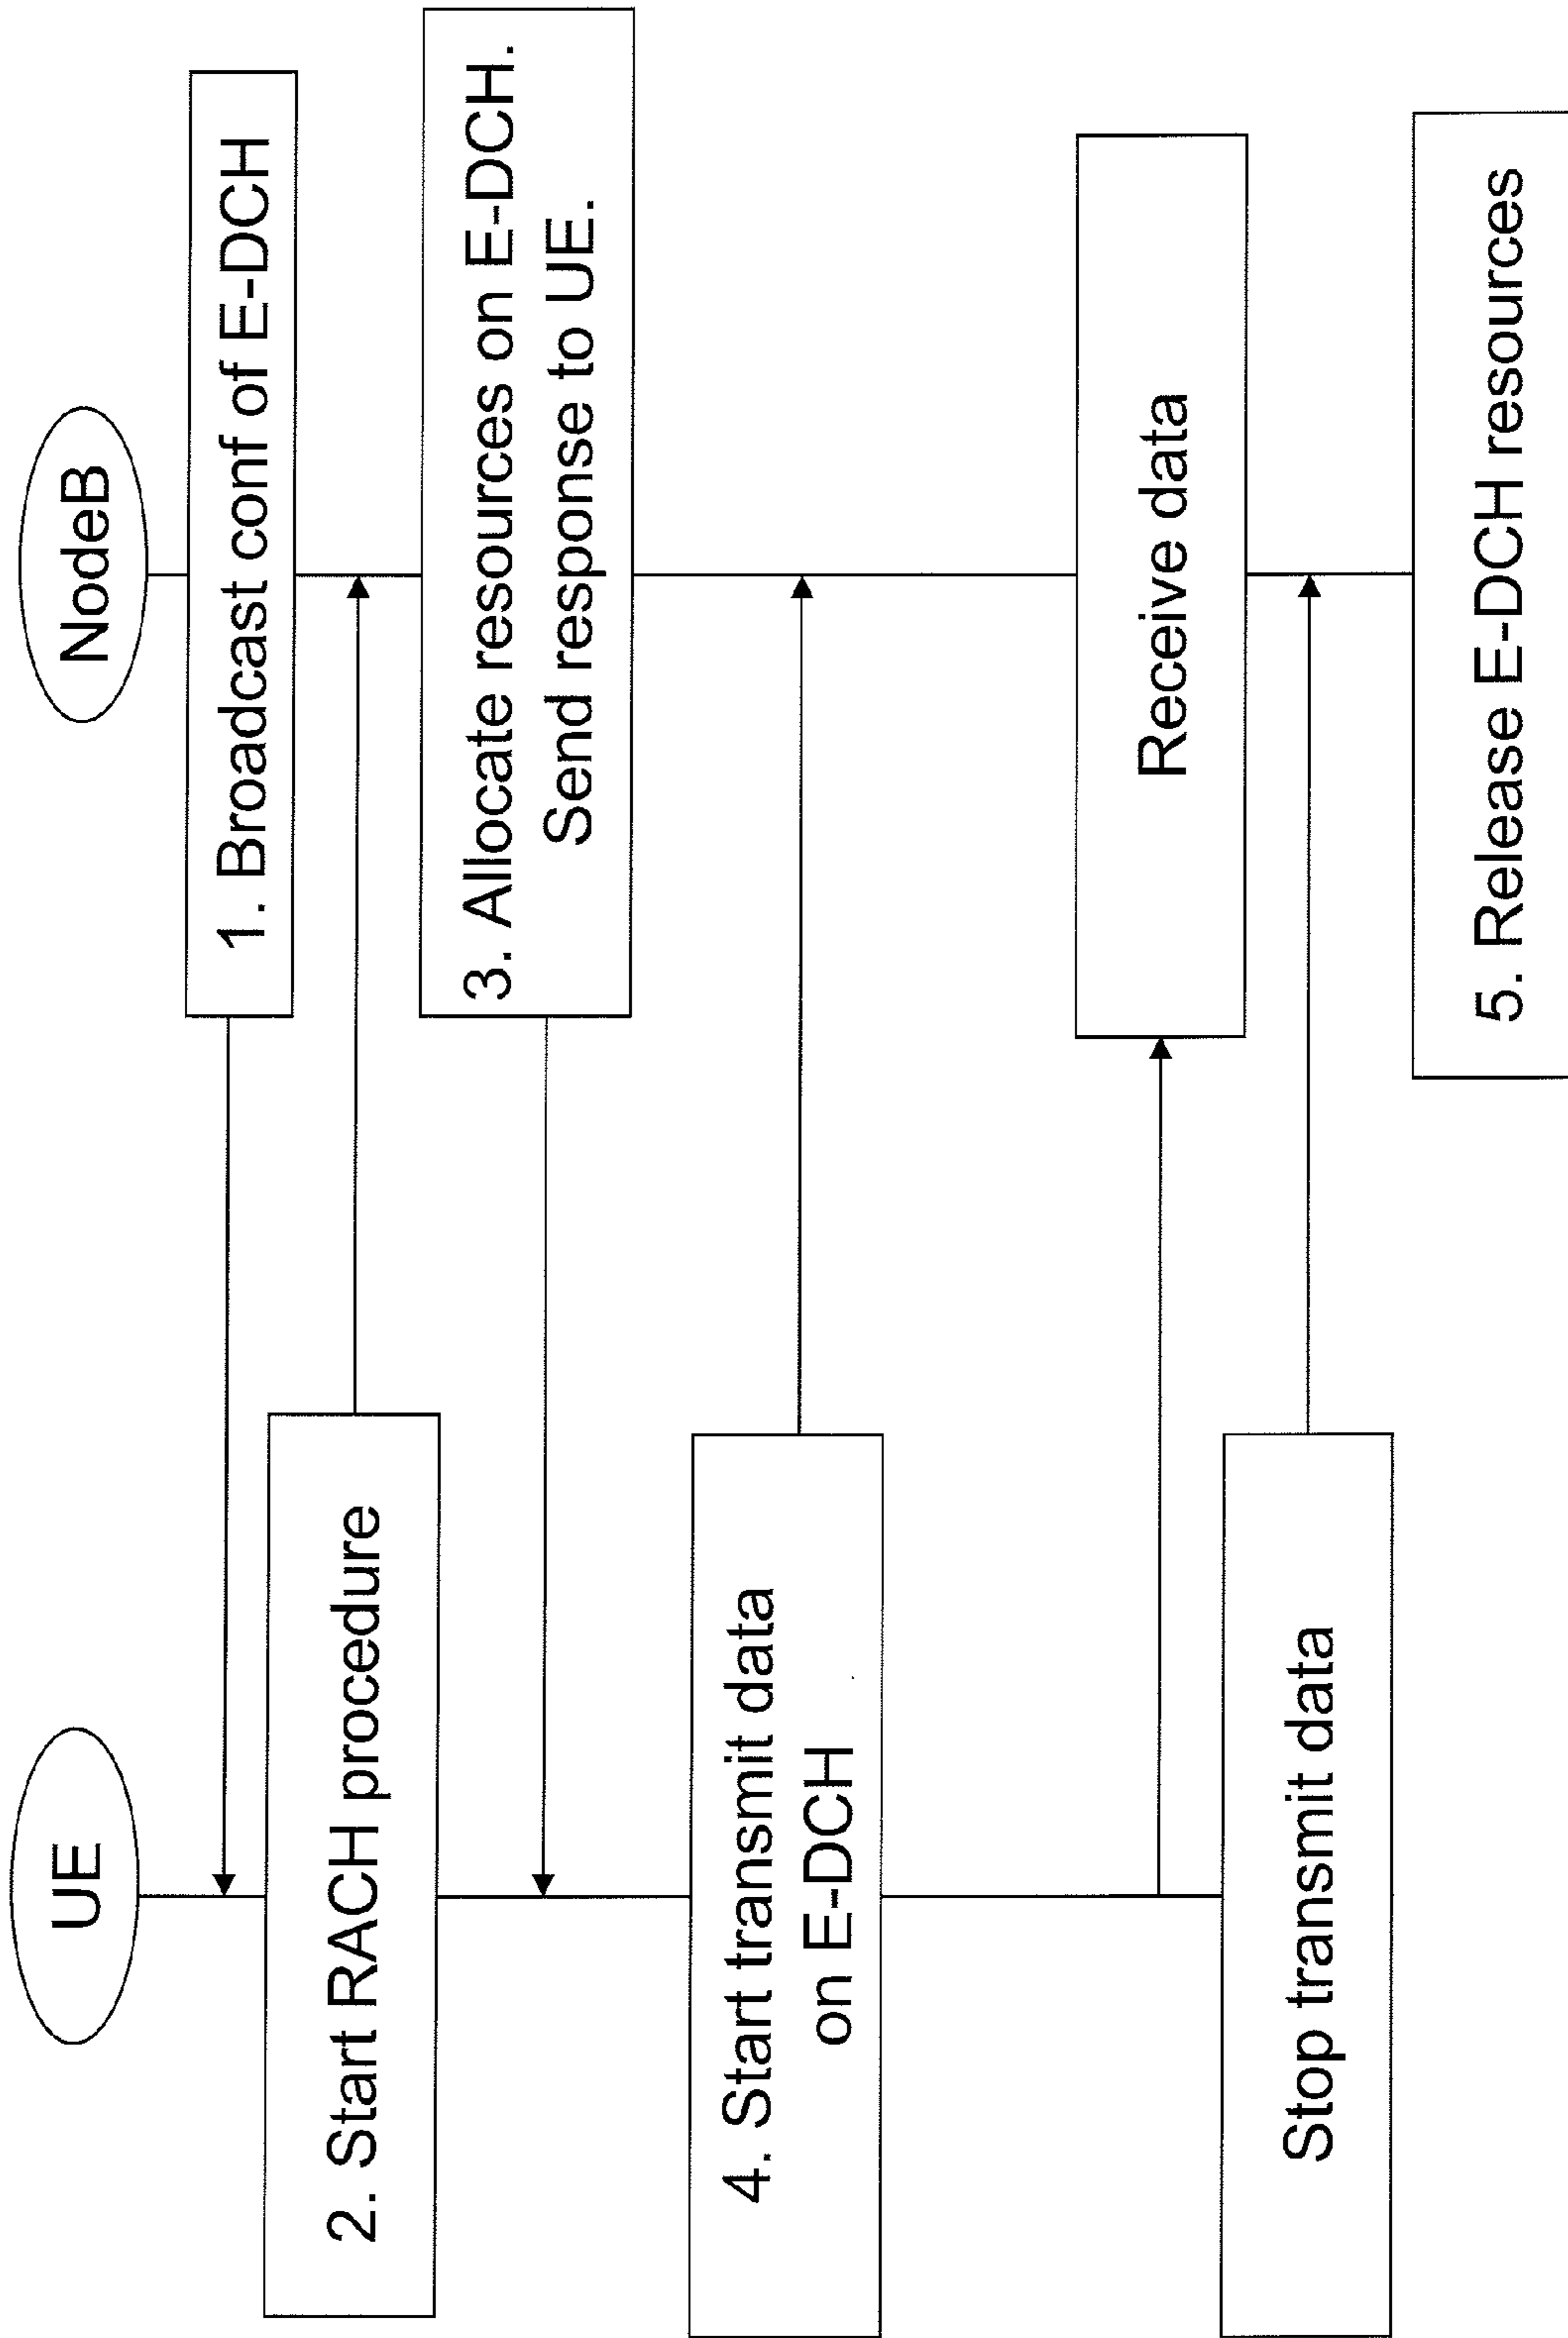 UE
NodeB
1. Broadcast conf of E-DCH
2. Start RACH procedure
3. Allocate resources on E-DCH.
Send response to UE.
4. Start transmit data
on E-DCH
Receive data
Stop transmit data
5. Release E-DCH resources